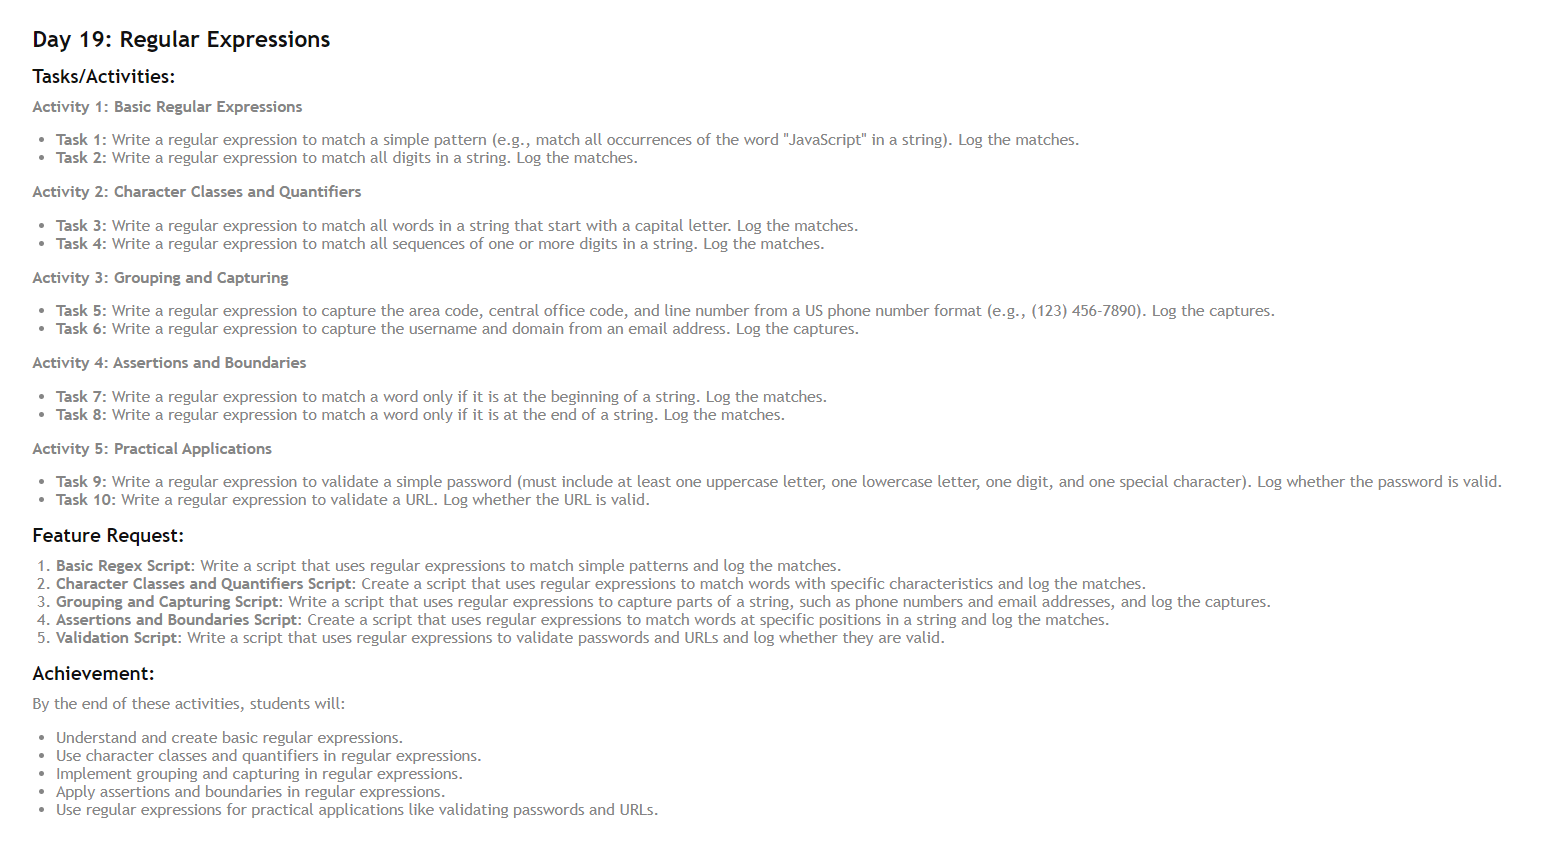 Day 19: Regular Expressions
Tasks/Activities:
Activity 1: Basic Regular Expressions
• Task 1: Write a regular expression to match a simple pattern (e.g., match all occurrences of the word "JavaScript" in a string). Log the matches.
• Task 2: Write a regular expression to match all digits in a string. Log the matches.
Activity 2: Character Classes and Quantifiers
• Task 3: Write a regular expression to match all words in a string that start with a capital letter. Log the matches.
• Task 4: Write a regular expression to match all sequences of one or more digits in a string. Log the matches.
Activity 3: Grouping and Capturing
• Task 5: Write a regular expression to capture the area code, central office code, and line number from a US phone number format (e.g., (123) 456-7890). Log the captures.
• Task 6: Write a regular expression to capture the username and domain from an email address. Log the captures.
Activity 4: Assertions and Boundaries
• Task 7: Write a regular expression to match a word only if it is at the beginning of a string. Log the matches.
• Task 8: Write a regular expression to match a word only if it is at the end of a string. Log the matches.
Activity 5: Practical Applications
• Task 9: Write a regular expression to validate a simple password (must include at least one uppercase letter, one lowercase letter, one digit, and one special character). Log whether the password is valid.
• Task 10: Write a regular expression to validate a URL. Log whether the URL is valid.
Feature Request:
1. Basic Regex Script: Write a script that uses regular expressions to match simple patterns and log the matches.
2. Character Classes and Quantifiers Script: Create a script that uses regular expressions to match words with specific characteristics and log the matches.
3. Grouping and Capturing Script: Write a script that uses regular expressions to capture parts of a string, such as phone numbers and email addresses, and log the captures.
4. Assertions and Boundaries Script: Create a script that uses regular expressions to match words at specific positions in a string and log the matches.
5. Validation Script: Write a script that uses regular expressions to validate passwords and URLs and log whether they are valid.
Achievement:
By the end of these activities, students will:
• Understand and create basic regular expressions.
• Use character classes and quantifiers in regular expressions.
• Implement grouping and capturing in regular expressions.
• Apply assertions and boundaries in regular expressions.
• Use regular expressions for practical applications like validating passwords and URLs.